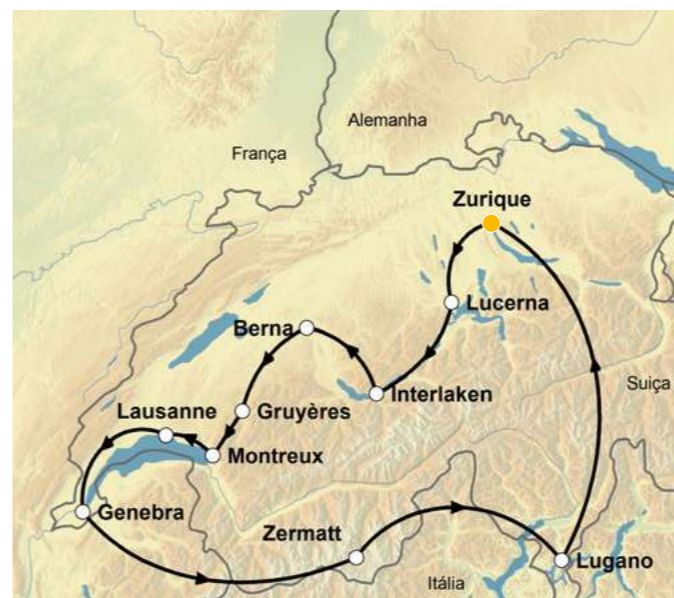 Alemanha
França
Zurique
Lucerna
Berna
Interlaken
Suiça
Lausanne
Gruyères
Montreux
Genebra
Zermatt
Lugano
Itália